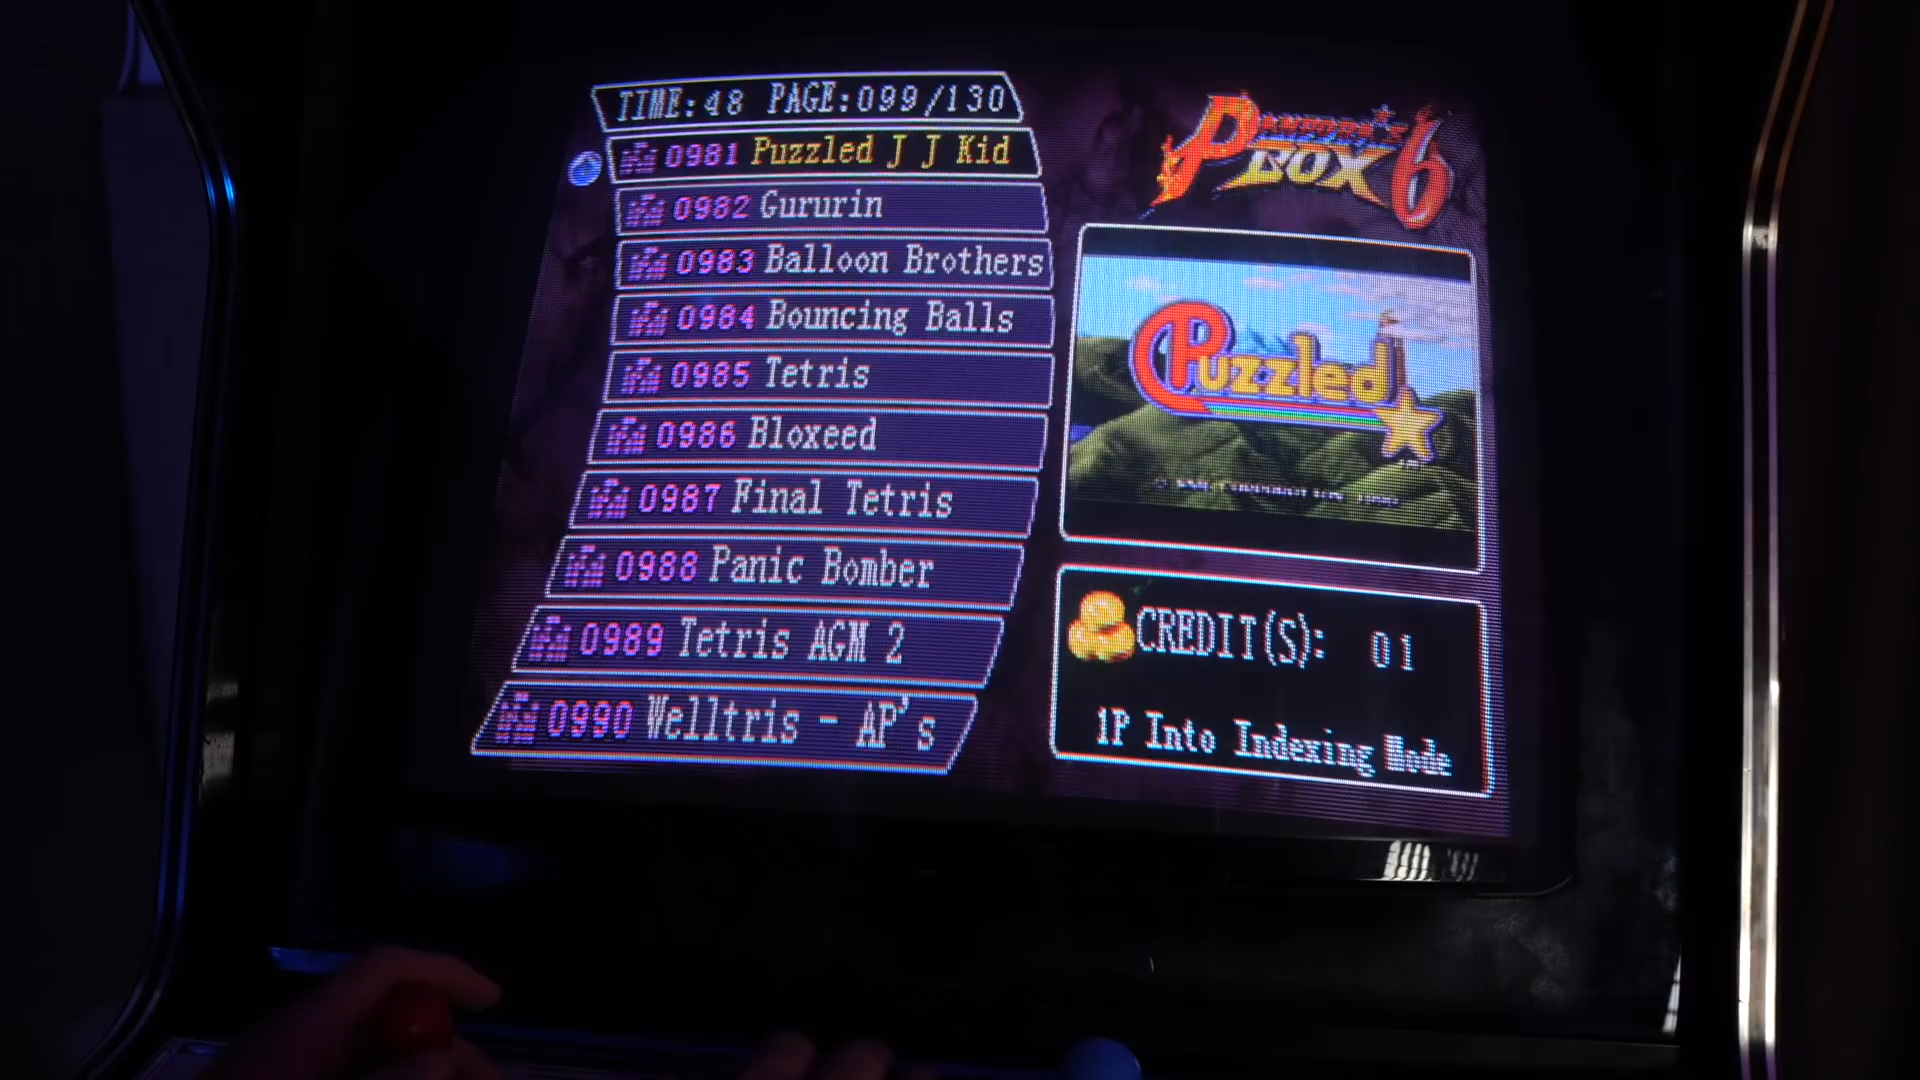 TIME:48 PAGE:099/130
0981 Puzzled J J Kid
0982 Gururin
0983 Balloon Brothers
0984 Bouncing Balls
0985 Tetris
0986 Bloxeed
0987 Final Tetris
0988 Panic Bomber
0989 Tetris AGM 2
0990 Welltris - AP's
PANDORA'S
BOX 6
Puzzled
CREDIT(S): 01
1P Into Indexing Mode